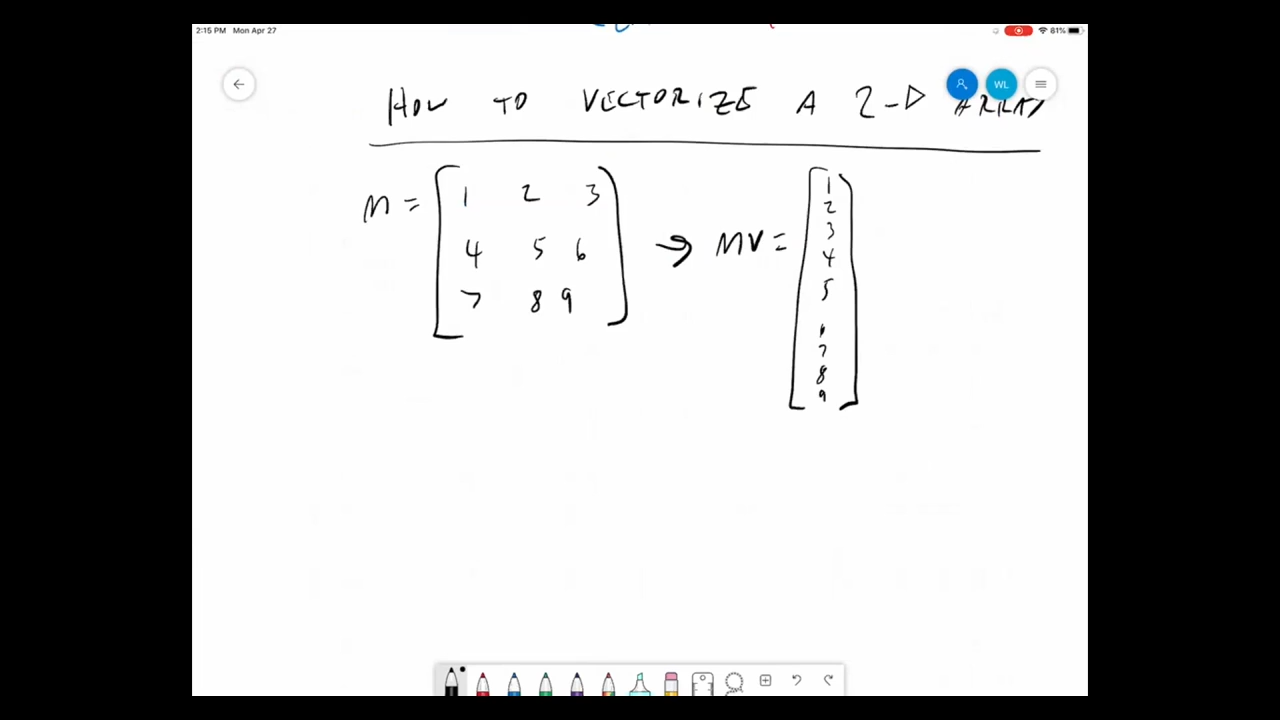 2:15 PM Mon Apr 27
81%
WL
HOW TO VECTORIZE A 2-D ARRAY
M = [1 2 3
4 5 6
7 8 9]
→ MV = [1
2
3
4
5
6
7
8
9]